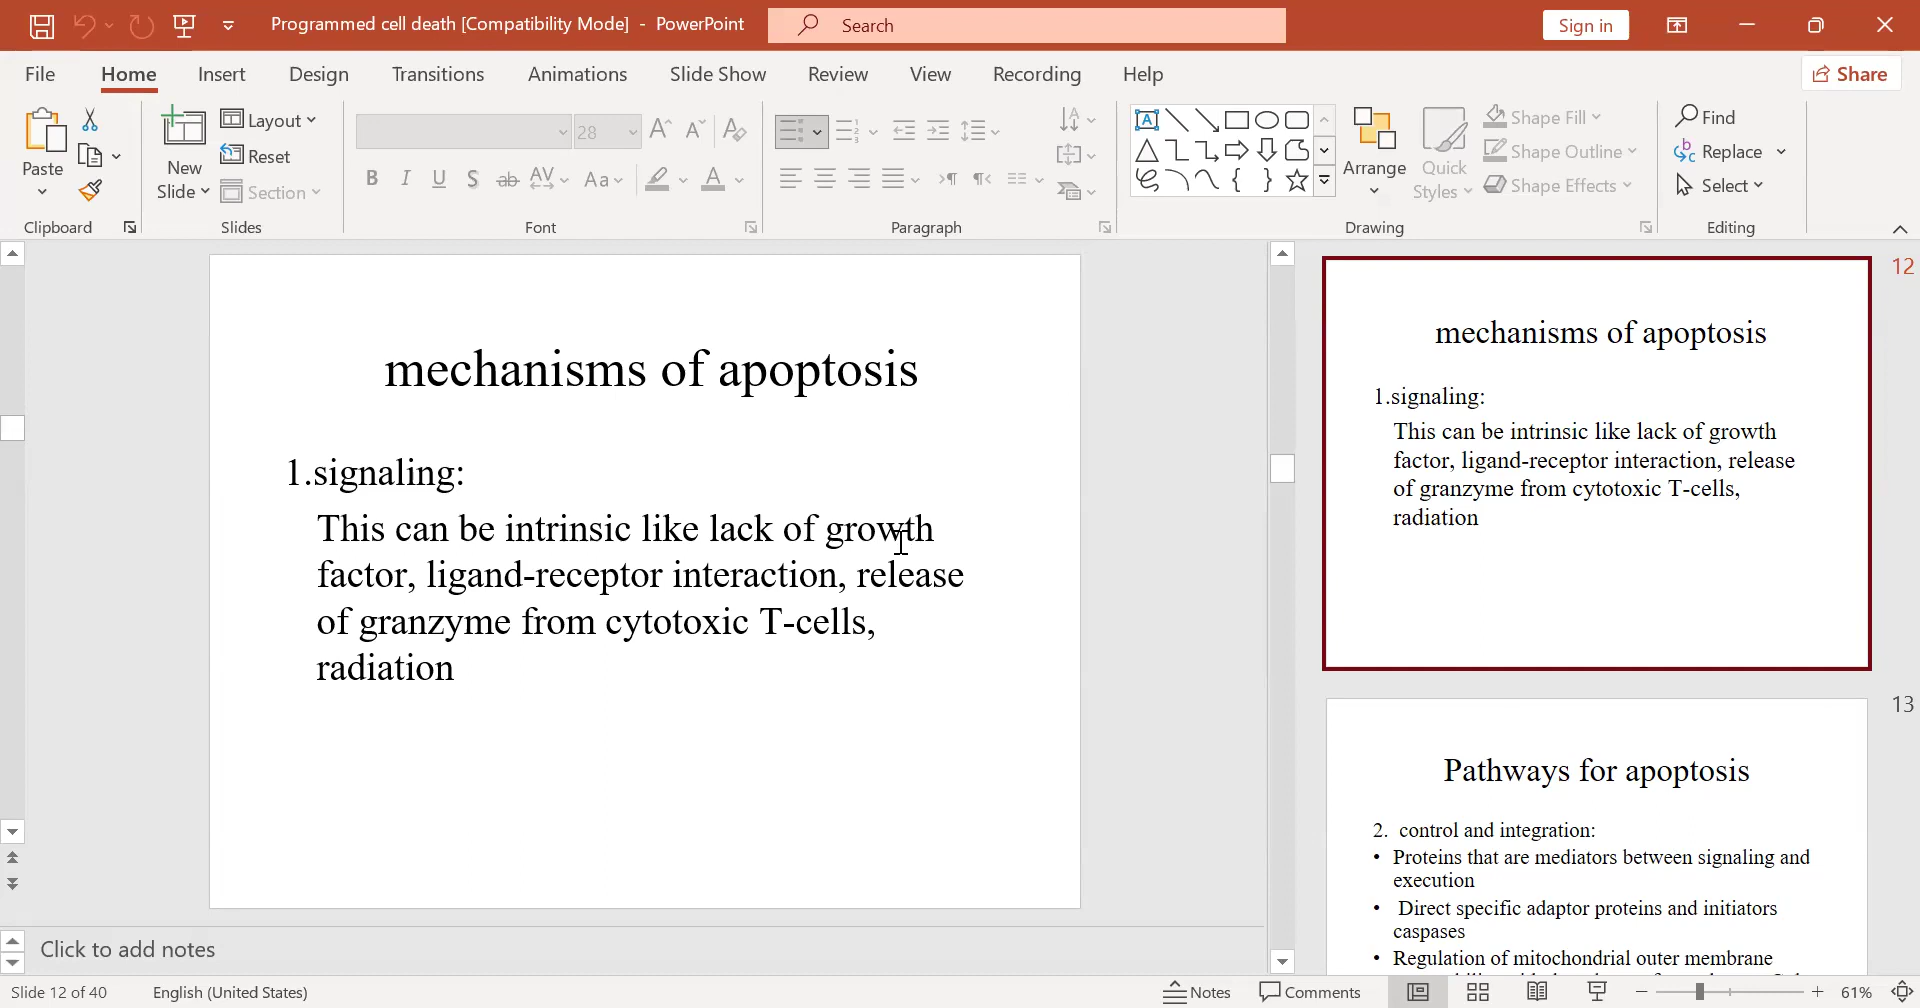 Programmed cell death [Compatibility Mode] - PowerPoint
Search
Sign in
File Home Insert Design Transitions Animations Slide Show Review View Recording Help
Share
Paste
New Slide
Layout
Reset
Section
28
Arrange
Quick Styles
Shape Fill
Shape Outline
Shape Effects
Find
Replace
Select
Clipboard
Slides
Font
Paragraph
Drawing
Editing
mechanisms of apoptosis
1.signaling:
This can be intrinsic like lack of growth
factor, ligand-receptor interaction, release
of granzyme from cytotoxic T-cells,
radiation
12
mechanisms of apoptosis
1.signaling:
This can be intrinsic like lack of growth
factor, ligand-receptor interaction, release
of granzyme from cytotoxic T-cells,
radiation
13
Pathways for apoptosis
2. control and integration:
• Proteins that are mediators between signaling and
execution
• Direct specific adaptor proteins and initiators
caspases
• Regulation of mitochondrial outer membrane
Click to add notes
Slide 12 of 40
English (United States)
Notes
Comments
61%